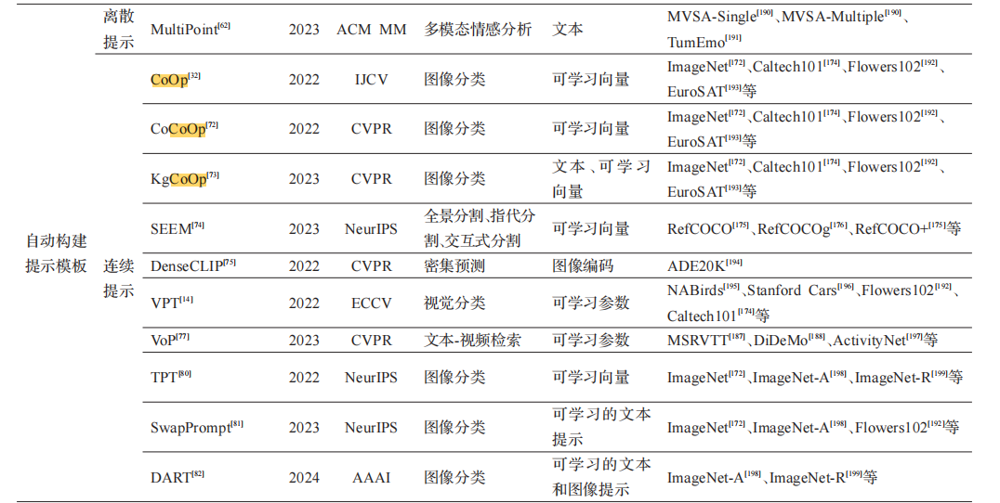 离散
提示
MultiPoint[62] 2023 ACM MM 多模态情感分析 文本 MVSA-Single[190]、MVSA-Multiple[190]、
TumEmo[191]
自动构建
提示模板
连续
提示
CoOp[32] 2022 IJCV 图像分类 可学习向量 ImageNet[172]、Caltech101[174]、Flowers102[192]、
EuroSAT[193]等
CoCoOp[72] 2022 CVPR 图像分类 可学习向量 ImageNet[172]、Caltech101[174]、Flowers102[192]、
EuroSAT[193]等
KgCoOp[73] 2023 CVPR 图像分类 文本、可学习 ImageNet[172]、Caltech101[174]、Flowers102[192]、
向量 EuroSAT[193]等
SEEM[74] 2023 NeurIPS 全景分割、指代分 可学习向量 RefCOCO[175]、RefCOCOg[176]、RefCOCO+[175]等
割、交互式分割
DenseCLIP[75] 2022 CVPR 密集预测 图像编码 ADE20K[194]
VPT[14] 2022 ECCV 视觉分类 可学习参数 NABirds[195]、Stanford Cars[196]、Flowers102[192]、
Caltech101[174]等
VoP[77] 2023 CVPR 文本-视频检索 可学习参数 MSRVTT[187]、DiDeMo[188]、ActivityNet[197]等
TPT[80] 2022 NeurIPS 图像分类 可学习向量 ImageNet[172]、ImageNet-A[198]、ImageNet-R[199]等
SwapPrompt[81] 2023 NeurIPS 图像分类 可学习的文本 ImageNet[172]、ImageNet-A[198]、Flowers102[192]等
提示
DART[82] 2024 AAAI 图像分类 可学习的文本 ImageNet-A[198]、ImageNet-R[199]等
和图像提示